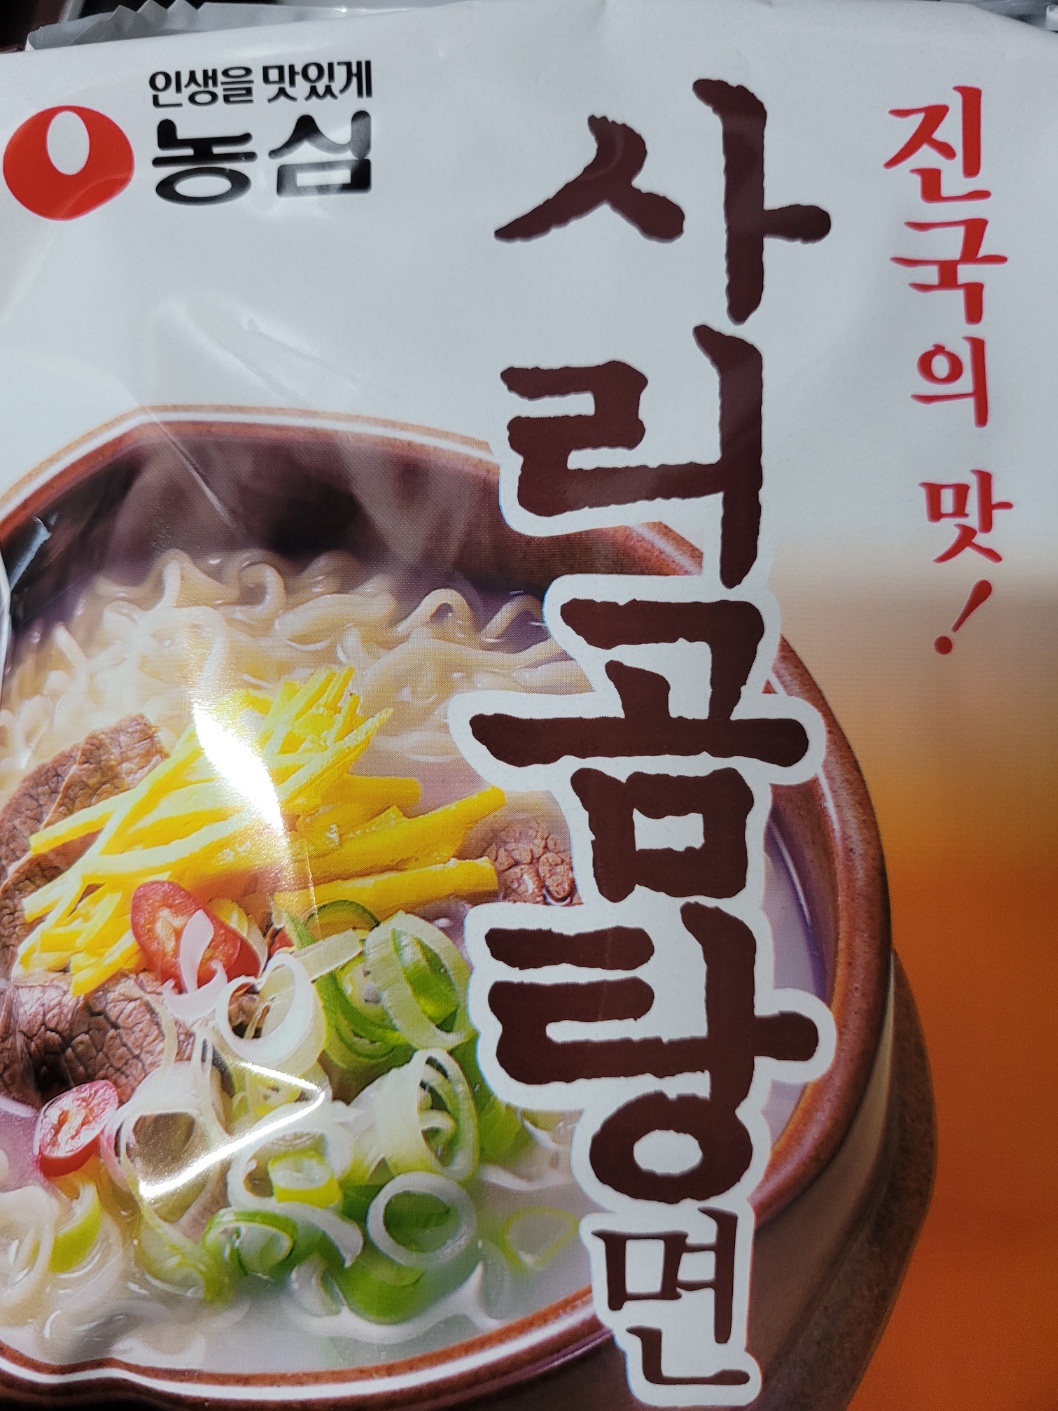 인생을 맛있게
농심
사리곰탕면
진국의 맛!